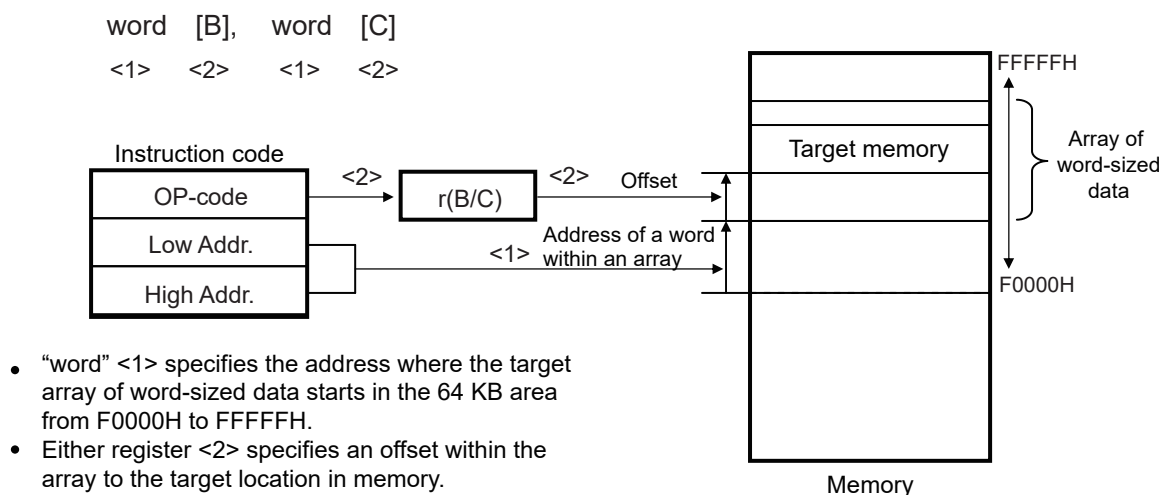 word [B], word [C]
<1> <2> <1> <2>
FFFFFH
Array of
word-sized
data
Target memory
Instruction code
OP-code
<2>
r(B/C)
<2>
Offset
Low Addr.
<1>
Address of a word
within an array
High Addr.
F0000H
• “word” <1> specifies the address where the target
array of word-sized data starts in the 64 KB area
from F0000H to FFFFFH.
• Either register <2> specifies an offset within the
array to the target location in memory.
Memory